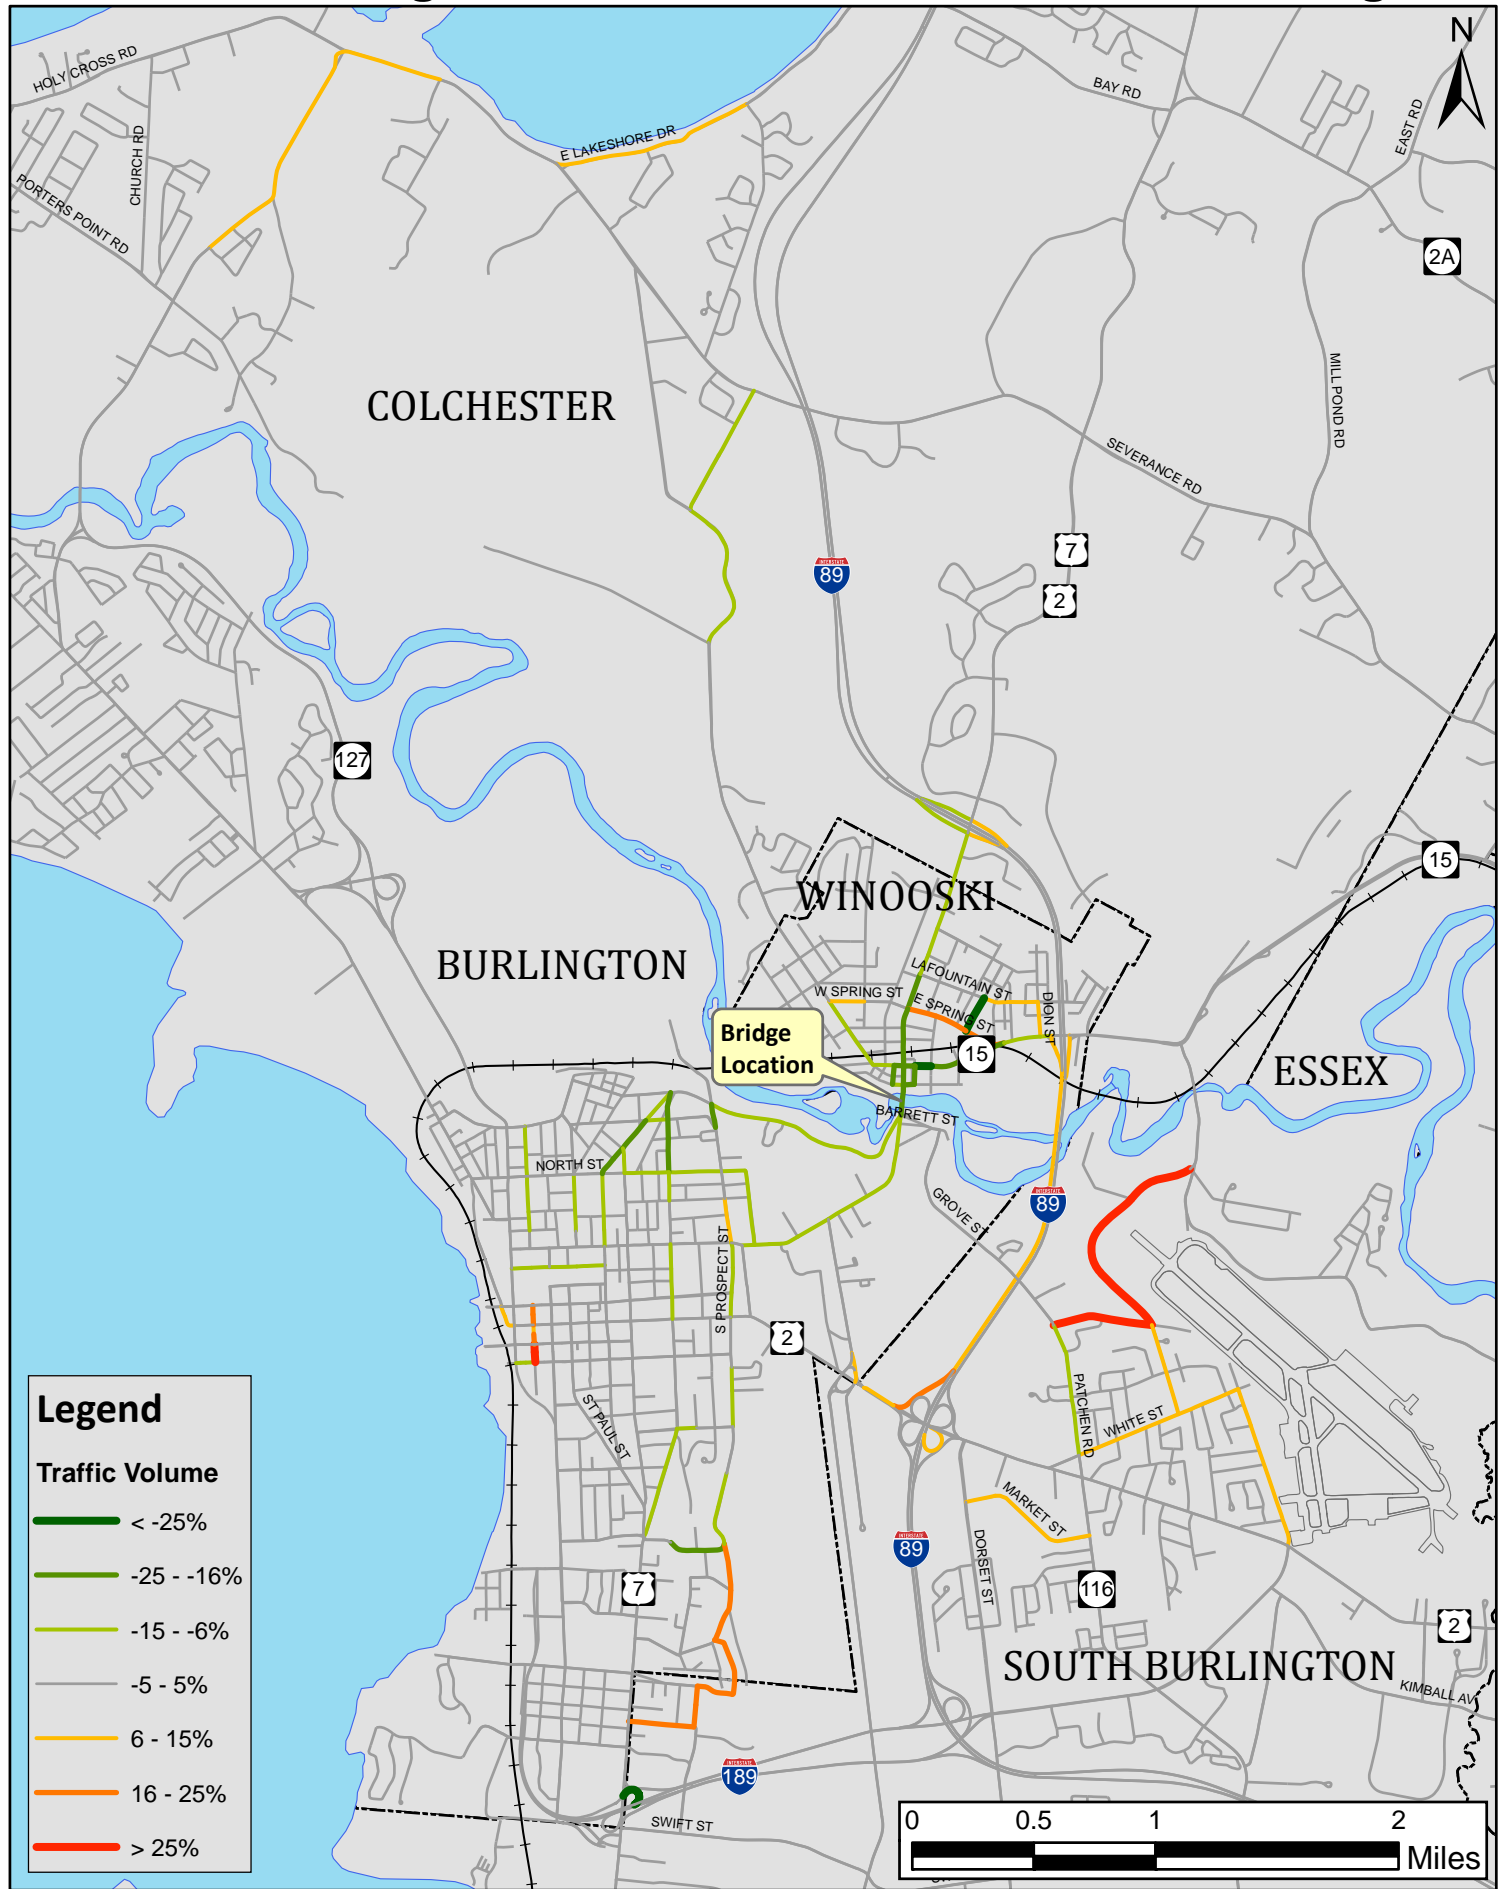 N
HOLY CROSS RD
BAY RD
EAST RD
CHURCH RD
E LAKESHORE DR
PORTERS POINT RD
2A
COLCHESTER
MILL POND RD
SEVERANCE RD
7
INTERSTATE
89
2
127
15
WINOOSKI
BURLINGTON
LAFOUNTAIN ST
W SPRING ST
E SPRING ST
DION ST
Bridge
Location
15
ESSEX
BARRETT ST
NORTH ST
GROVE ST
INTERSTATE
89
S PROSPECT ST
2
PATCHEN RD
WHITE ST
ST PAUL ST
MARKET ST
INTERSTATE
89
DORSET ST
7
116
2
SOUTH BURLINGTON
KIMBALL AV
INTERSTATE
189
SWIFT ST
Legend
Traffic Volume
< -25%
-25 - -16%
-15 - -6%
-5 - 5%
6 - 15%
16 - 25%
> 25%
0 0.5 1 2
Miles